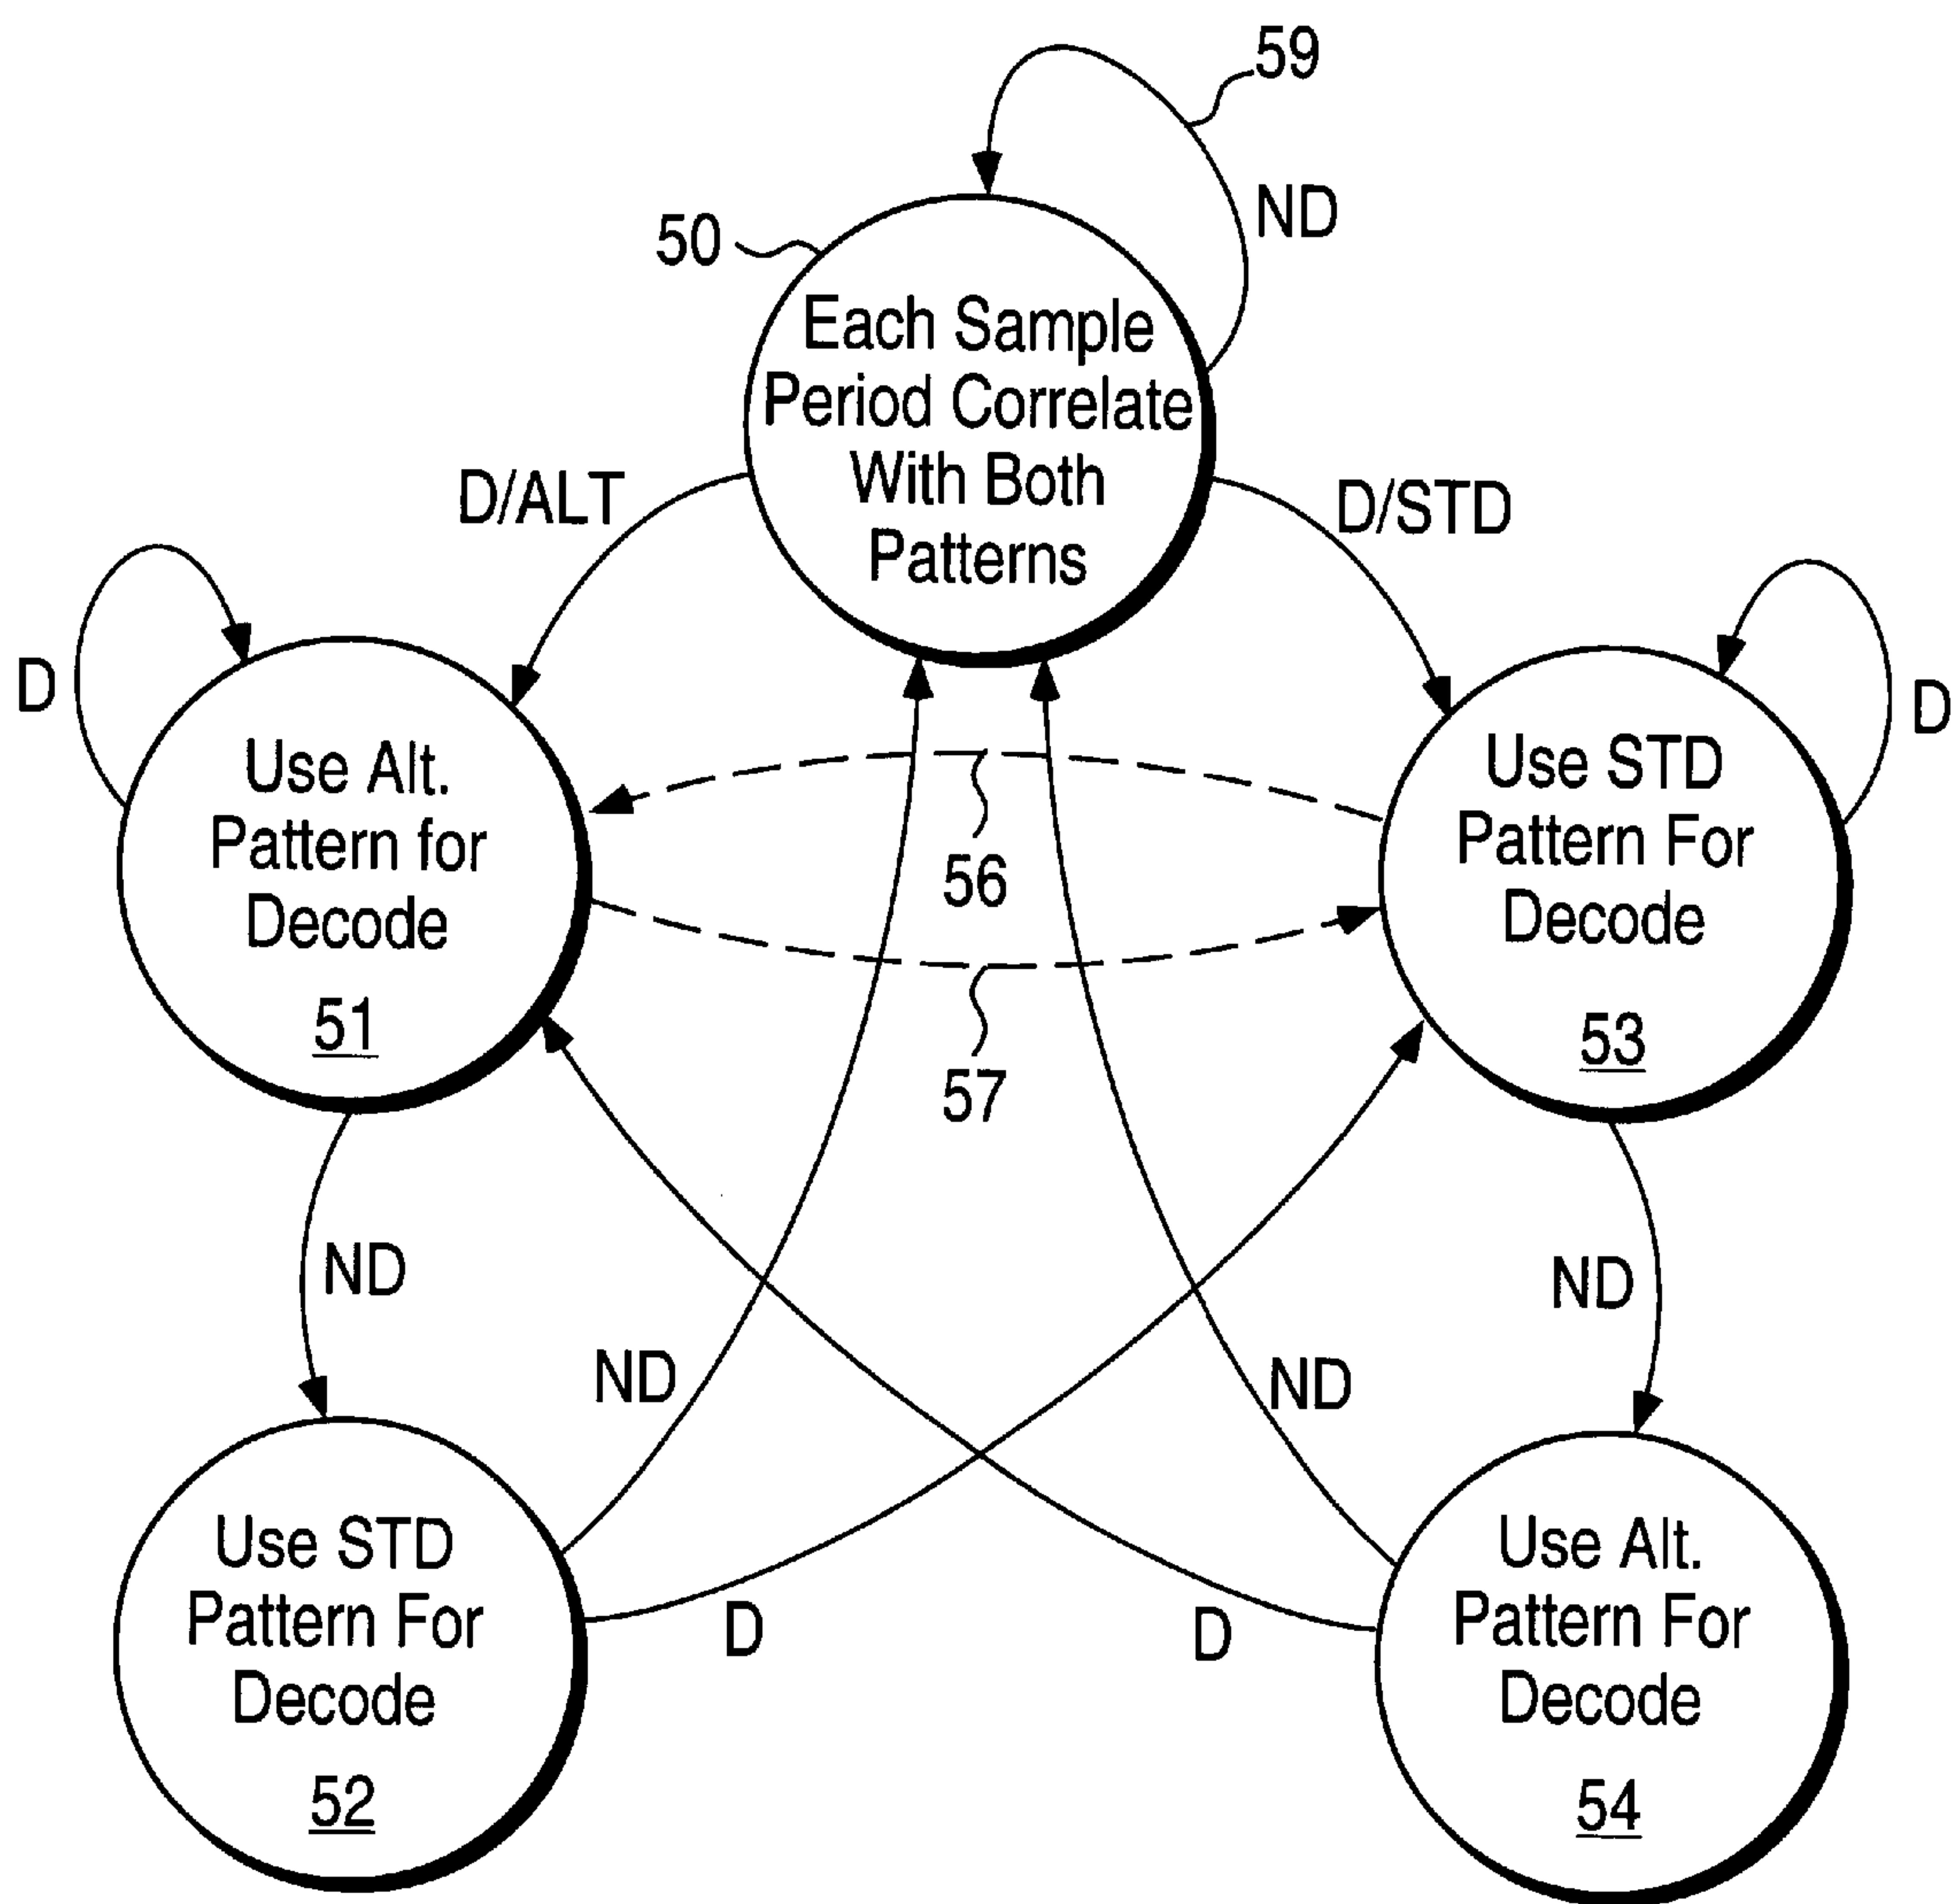 59
ND
50
Each Sample
Period Correlate
With Both
Patterns
D/ALT
D/STD
D
D
Use Alt.
Pattern for
Decode
51
Use STD
Pattern For
Decode
53
56
57
ND
ND
ND
ND
Use STD
Pattern For
Decode
52
D
D
Use Alt.
Pattern For
Decode
54